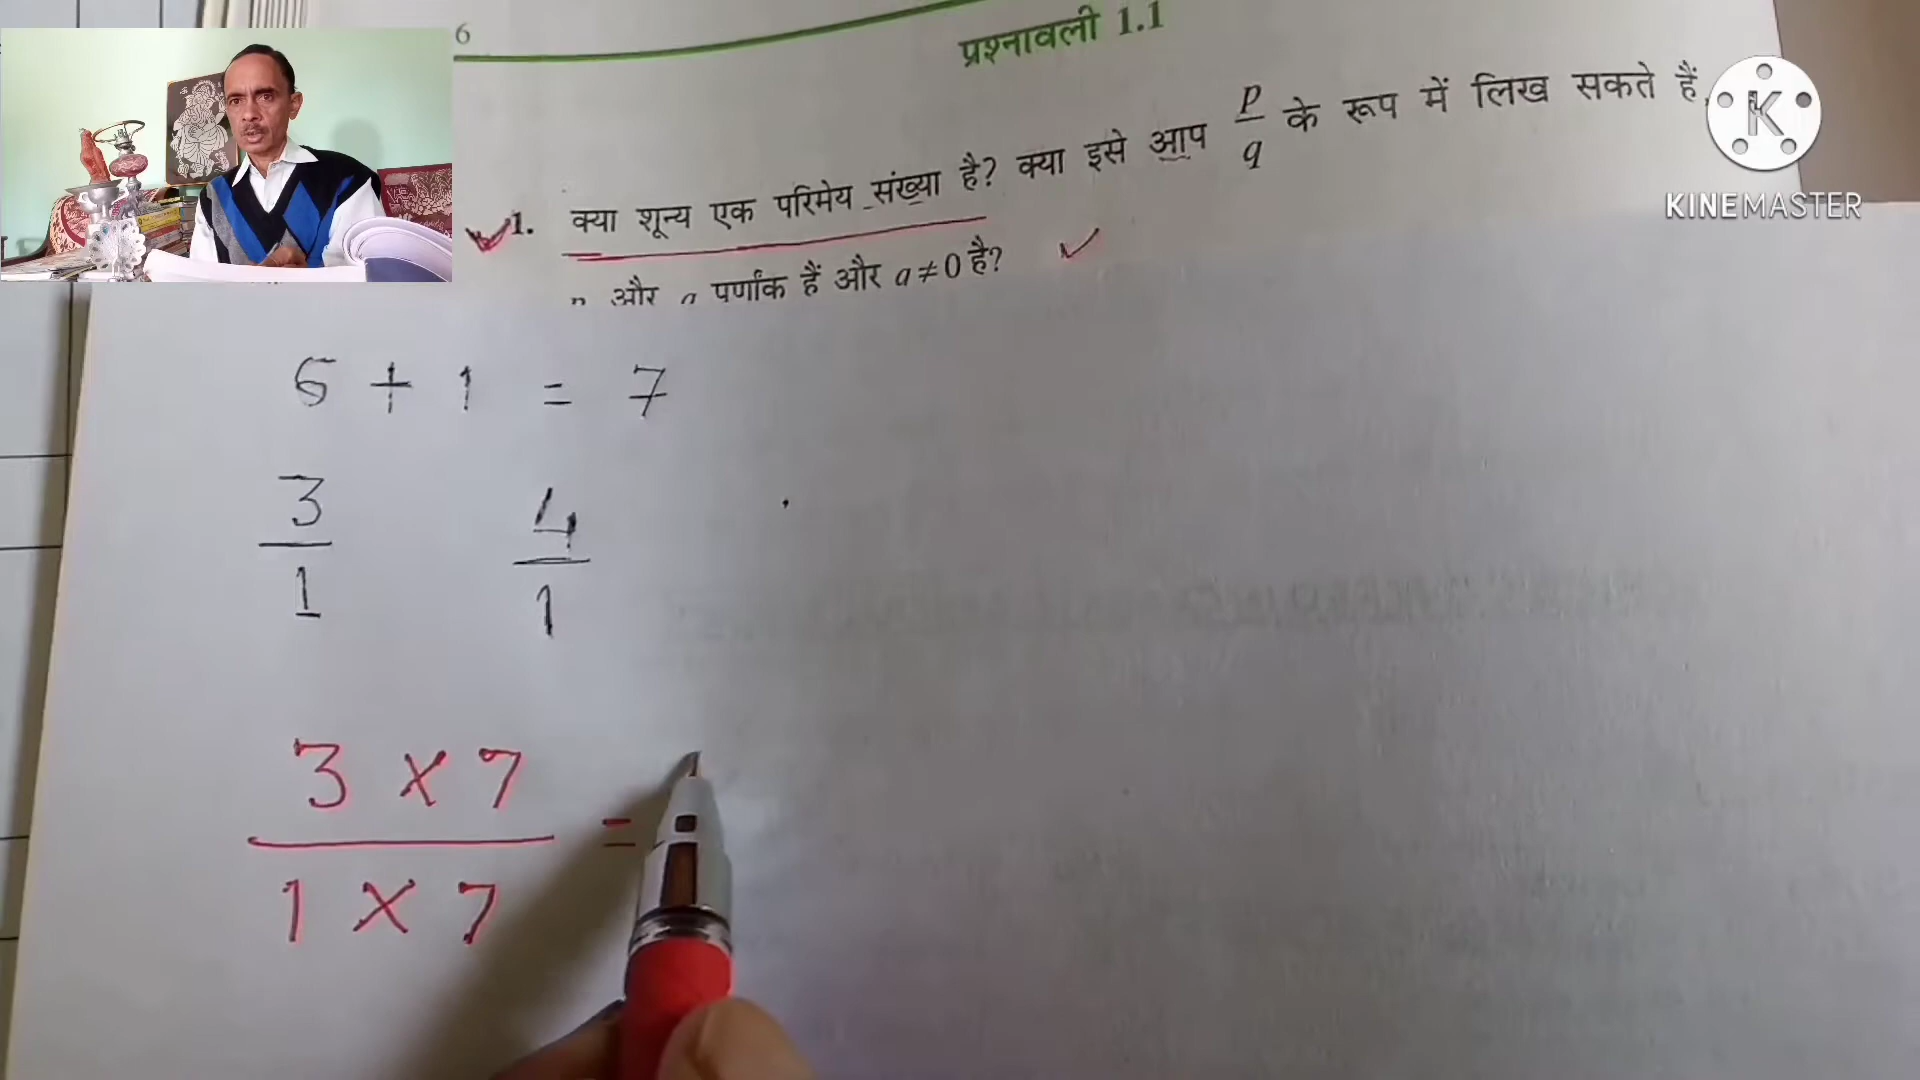 6
प्रश्नावली 1.1
1. क्या शून्य एक परिमेय संख्या है? क्या इसे आप p/q के रूप में लिख सकते हैं,
और पूर्णांक हैं और q ≠ 0 है?
K
KINEMASTER
6 + 1 = 7
3/1 4/1
3 × 7
1 × 7
=